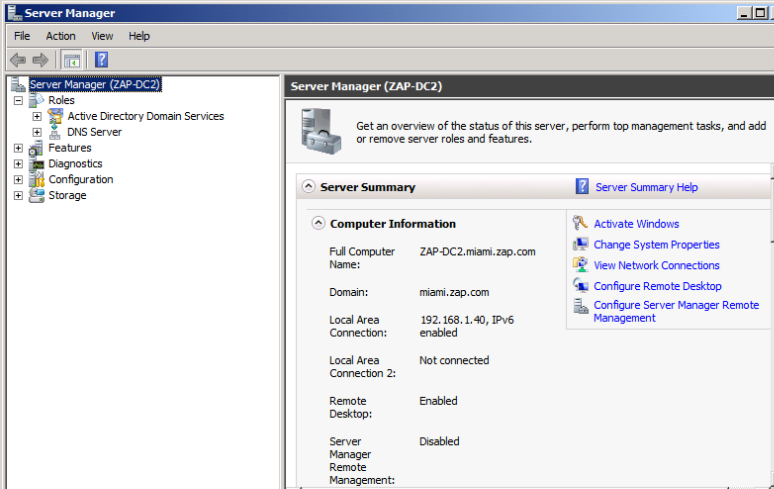 Server Manager
File Action View Help
Server Manager (ZAP-DC2)
Roles
Active Directory Domain Services
DNS Server
Features
Diagnostics
Configuration
Storage
Server Manager (ZAP-DC2)
Get an overview of the status of this server, perform top management tasks, and add
or remove server roles and features.
Server Summary
Server Summary Help
Computer Information
Full Computer
Name:
ZAP-DC2.miami.zap.com
Domain:
miami.zap.com
Local Area
Connection:
192.168.1.40, IPv6
enabled
Local Area
Connection 2:
Not connected
Remote
Desktop:
Enabled
Server
Manager
Remote
Management:
Disabled
Activate Windows
Change System Properties
View Network Connections
Configure Remote Desktop
Configure Server Manager Remote
Management